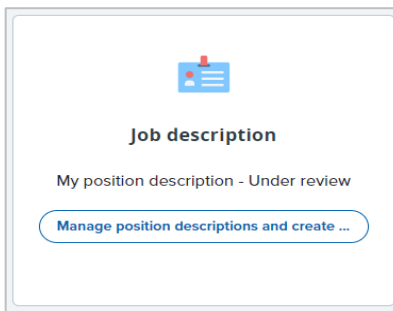 Job description
My position description - Under review
Manage position descriptions and create ...